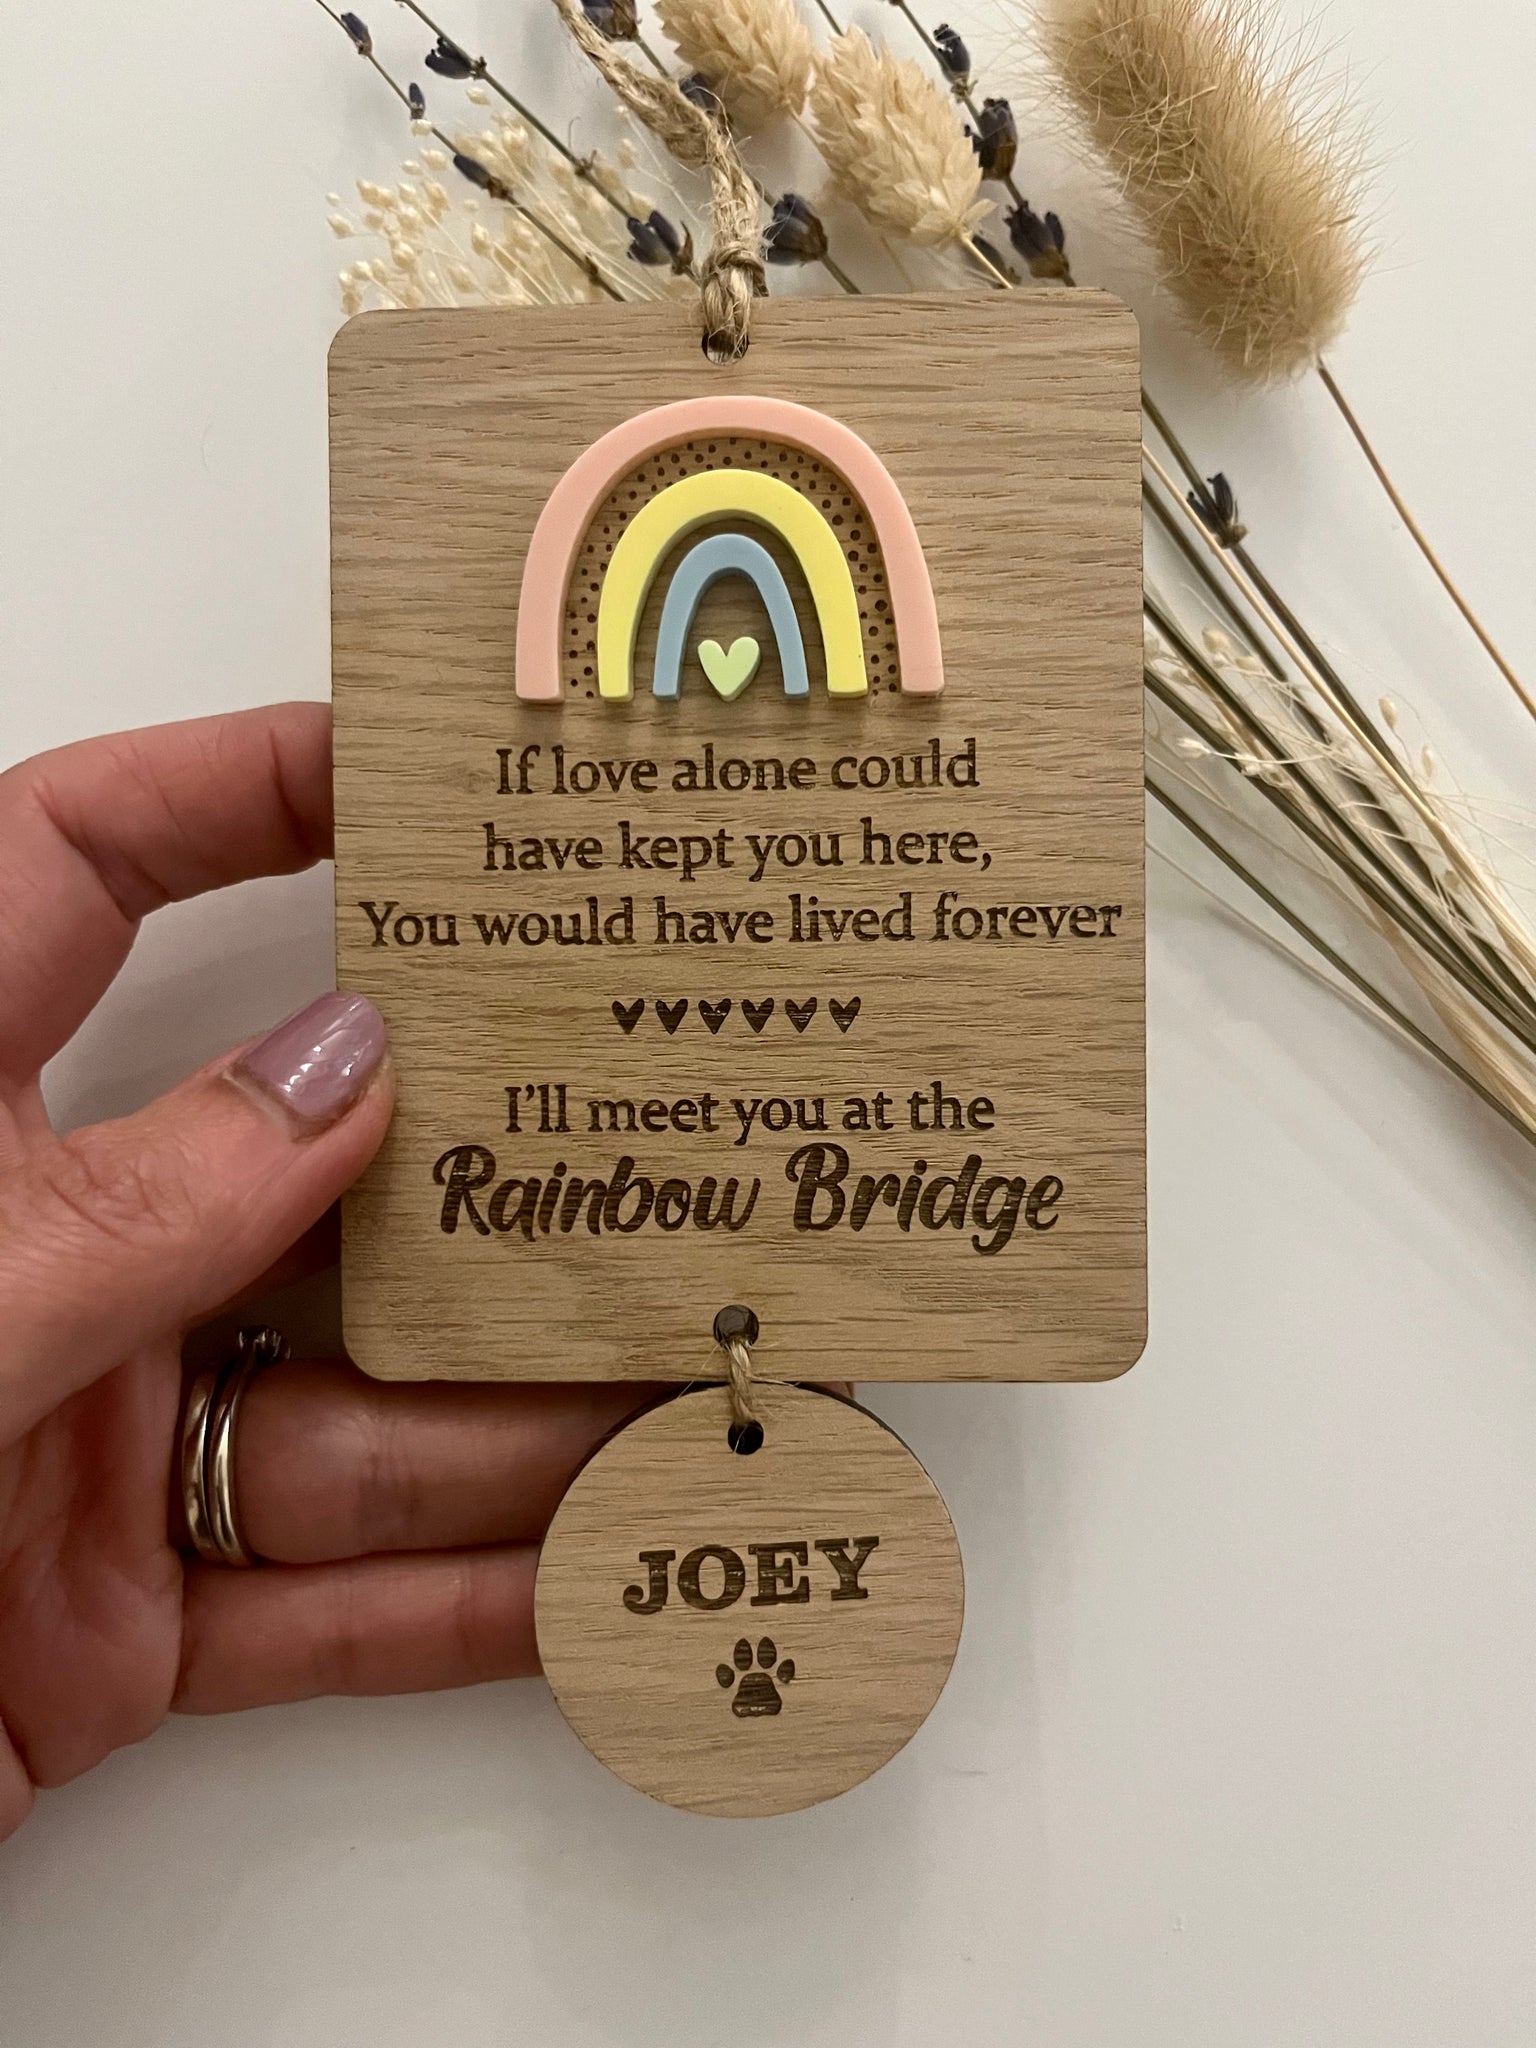 If love alone could
have kept you here,
You would have lived forever
I'll meet you at the
Rainbow Bridge
JOEY